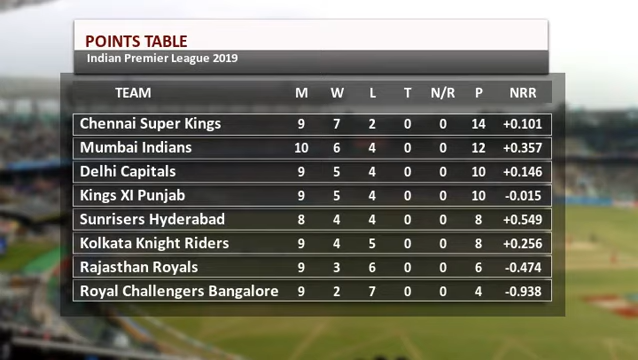 POINTS TABLE
Indian Premier League 2019
TEAM M W L T N/R P NRR
Chennai Super Kings 9 7 2 0 0 14 +0.101
Mumbai Indians 10 6 4 0 0 12 +0.357
Delhi Capitals 9 5 4 0 0 10 +0.146
Kings XI Punjab 9 5 4 0 0 10 -0.015
Sunrisers Hyderabad 8 4 4 0 0 8 +0.549
Kolkata Knight Riders 9 4 5 0 0 8 +0.256
Rajasthan Royals 9 3 6 0 0 6 -0.474
Royal Challengers Bangalore 9 2 7 0 0 4 -0.938